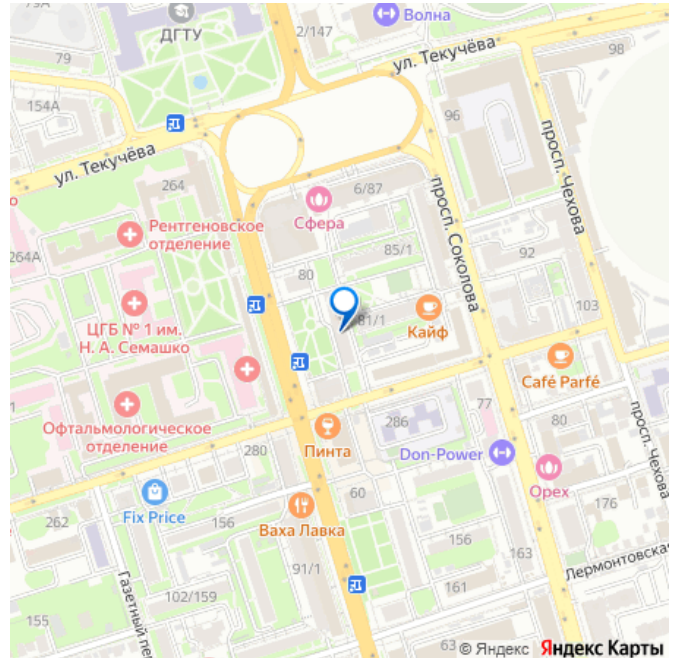 79А
79
154А
ДГТУ
2/147
Волна
ул. Текучёва
98
96
просп. Чехова
ул. Текучёва
264
6/87
Сфера
просп. Соколова
Рентгеновское
отделение
264А
85/1
92
80
103
81/1
Кайф
ЦГБ № 1 им.
Н. А. Семашко
Café Parfé
Офтальмологическое
отделение
286
77
80
просп. Чехова
280
Пинта
Don-Power
Орех
Fix Price
60
176
262
156
Ваха Лавка
156
163
Лермонтовская
91/1
161
Газетный пе
102/159
155
63
© Яндекс Яндекс Карты